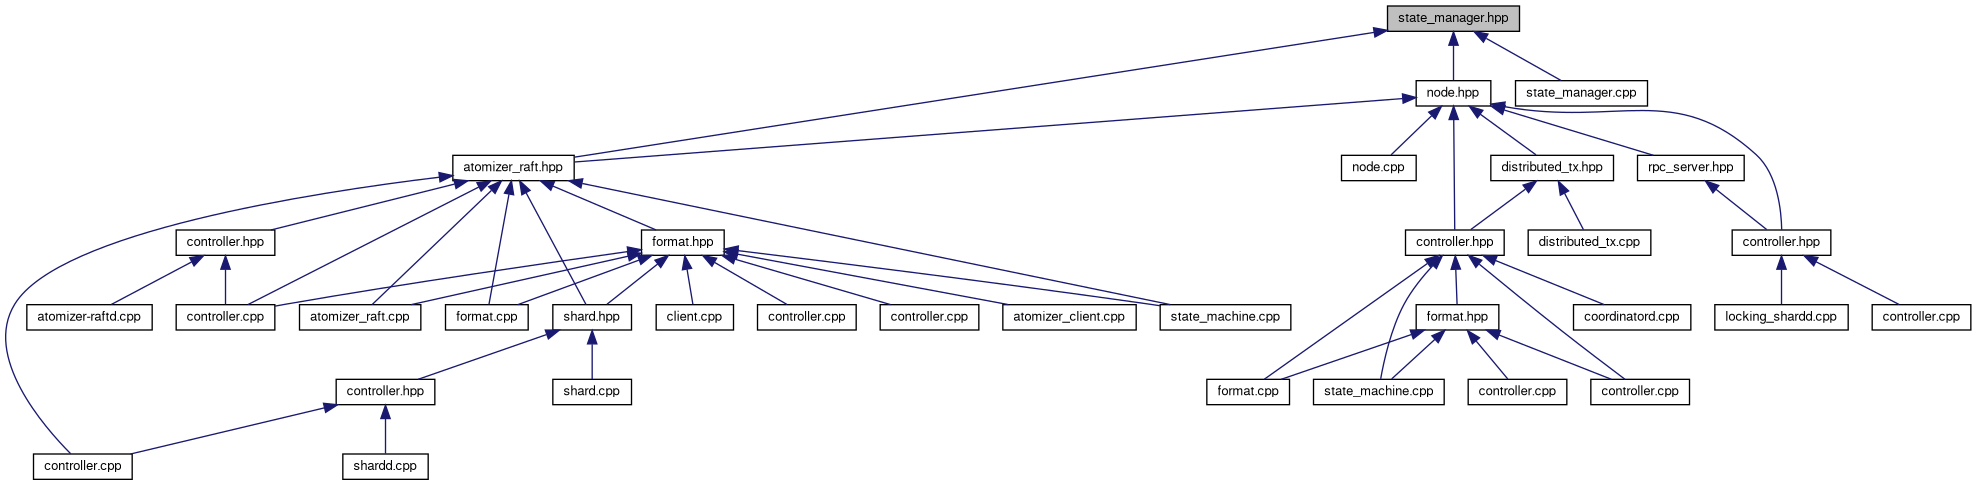 state_manager.hpp
node.hpp
state_manager.cpp
atomizer_raft.hpp
node.cpp
distributed_tx.hpp
rpc_server.hpp
controller.hpp
format.hpp
controller.hpp
distributed_tx.cpp
controller.hpp
atomizer-raftd.cpp
controller.cpp
atomizer_raft.cpp
format.cpp
shard.hpp
client.cpp
controller.cpp
controller.cpp
atomizer_client.cpp
state_machine.cpp
format.hpp
coordinatord.cpp
locking_shardd.cpp
controller.cpp
controller.hpp
shard.cpp
format.cpp
state_machine.cpp
controller.cpp
controller.cpp
controller.cpp
shardd.cpp